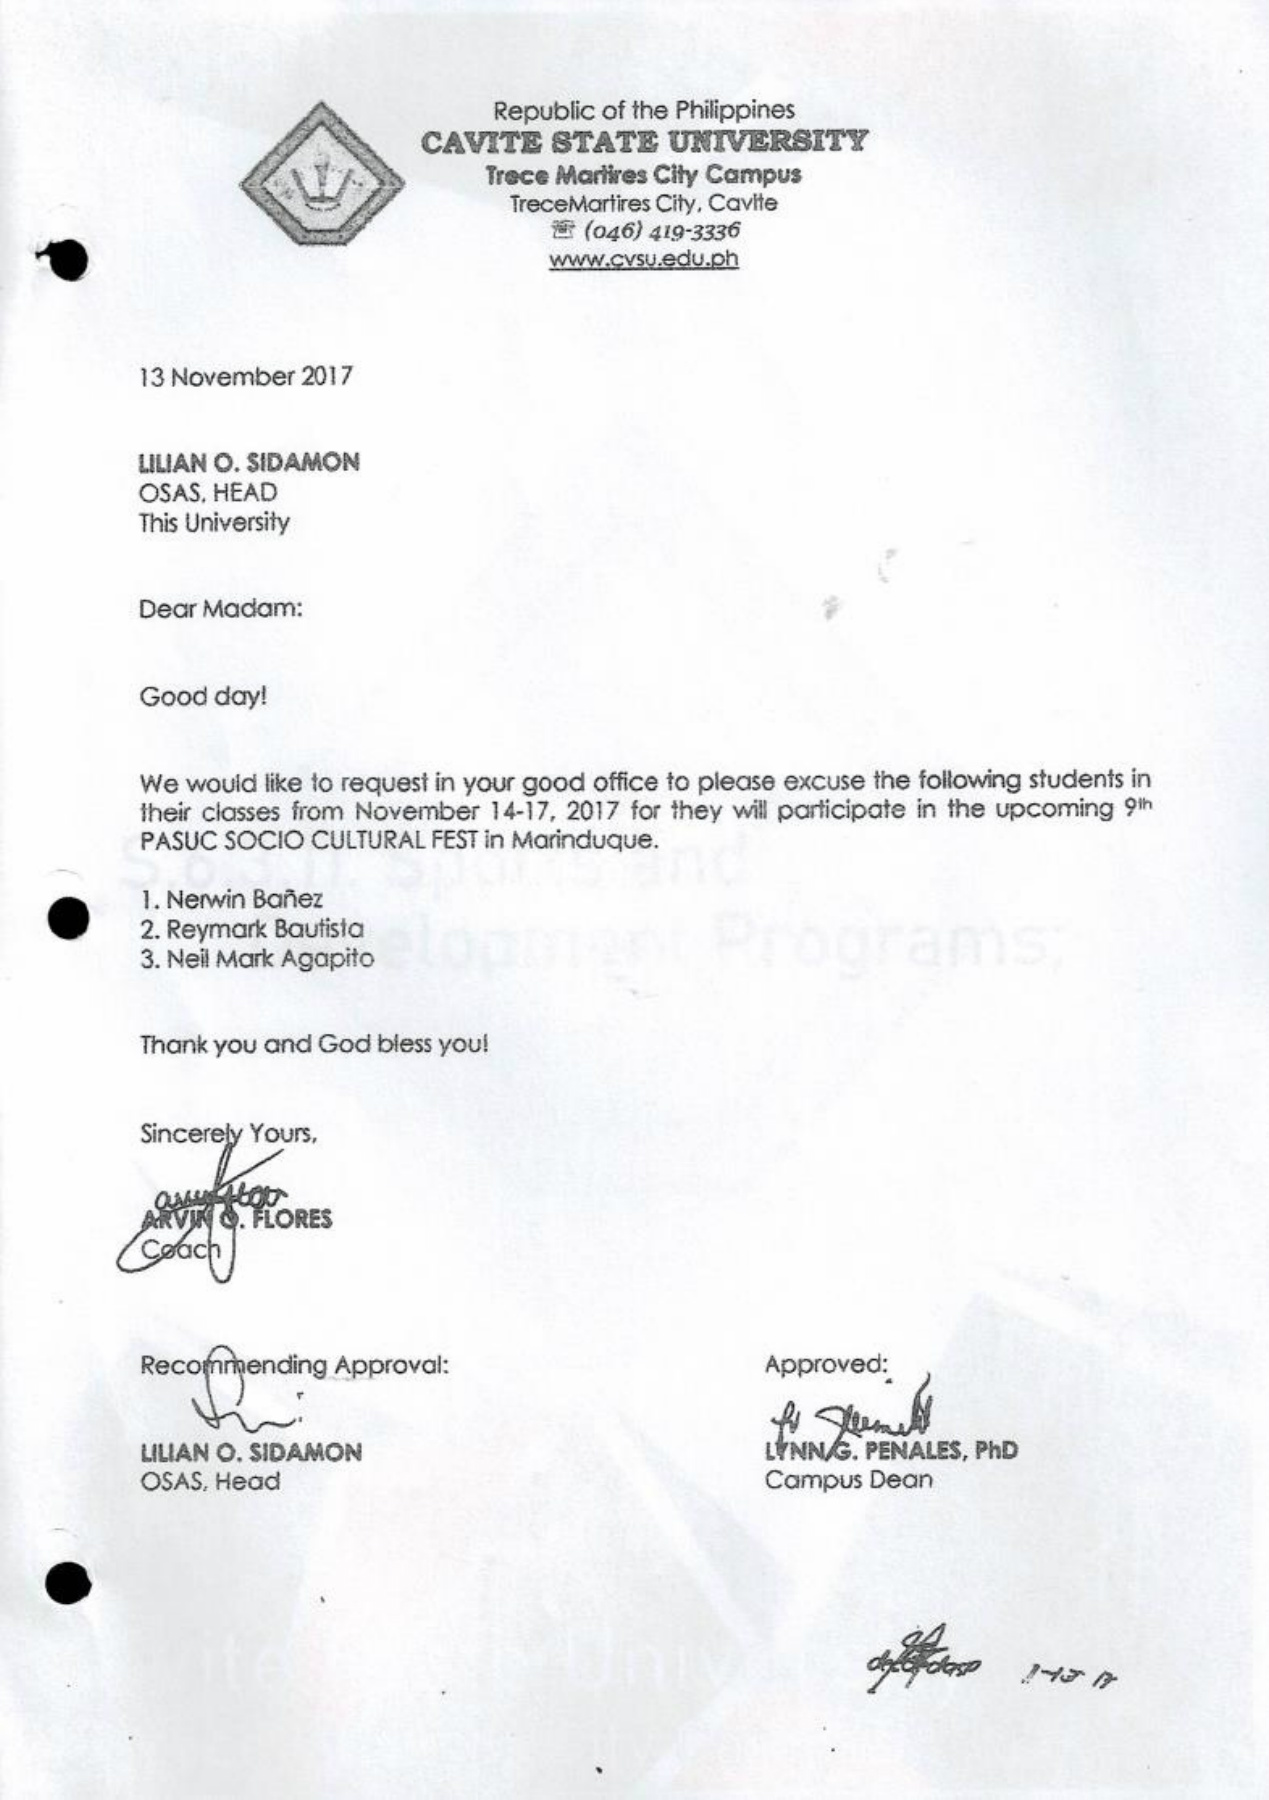 Republic of the Philippines
CAVITE STATE UNIVERSITY
Trece Martires City Campus
TreceMartires City, Cavite
☏ (046) 419-3336
www.cvsu.edu.ph
13 November 2017
LILIAN O. SIDAMON
OSAS, HEAD
This University
Dear Madam:
Good day!
We would like to request in your good office to please excuse the following students in
their classes from November 14-17, 2017 for they will participate in the upcoming 9th
PASUC SOCIO CULTURAL FEST in Marinduque.
1. Nerwin Bañez
2. Reymark Bautista
3. Neil Mark Agapito
Thank you and God bless you!
Sincerely Yours,
ARVIN O. FLORES
Coach
Recommending Approval:
LILIAN O. SIDAMON
OSAS, Head
Approved:
LYNN G. PENALES, PhD
Campus Dean